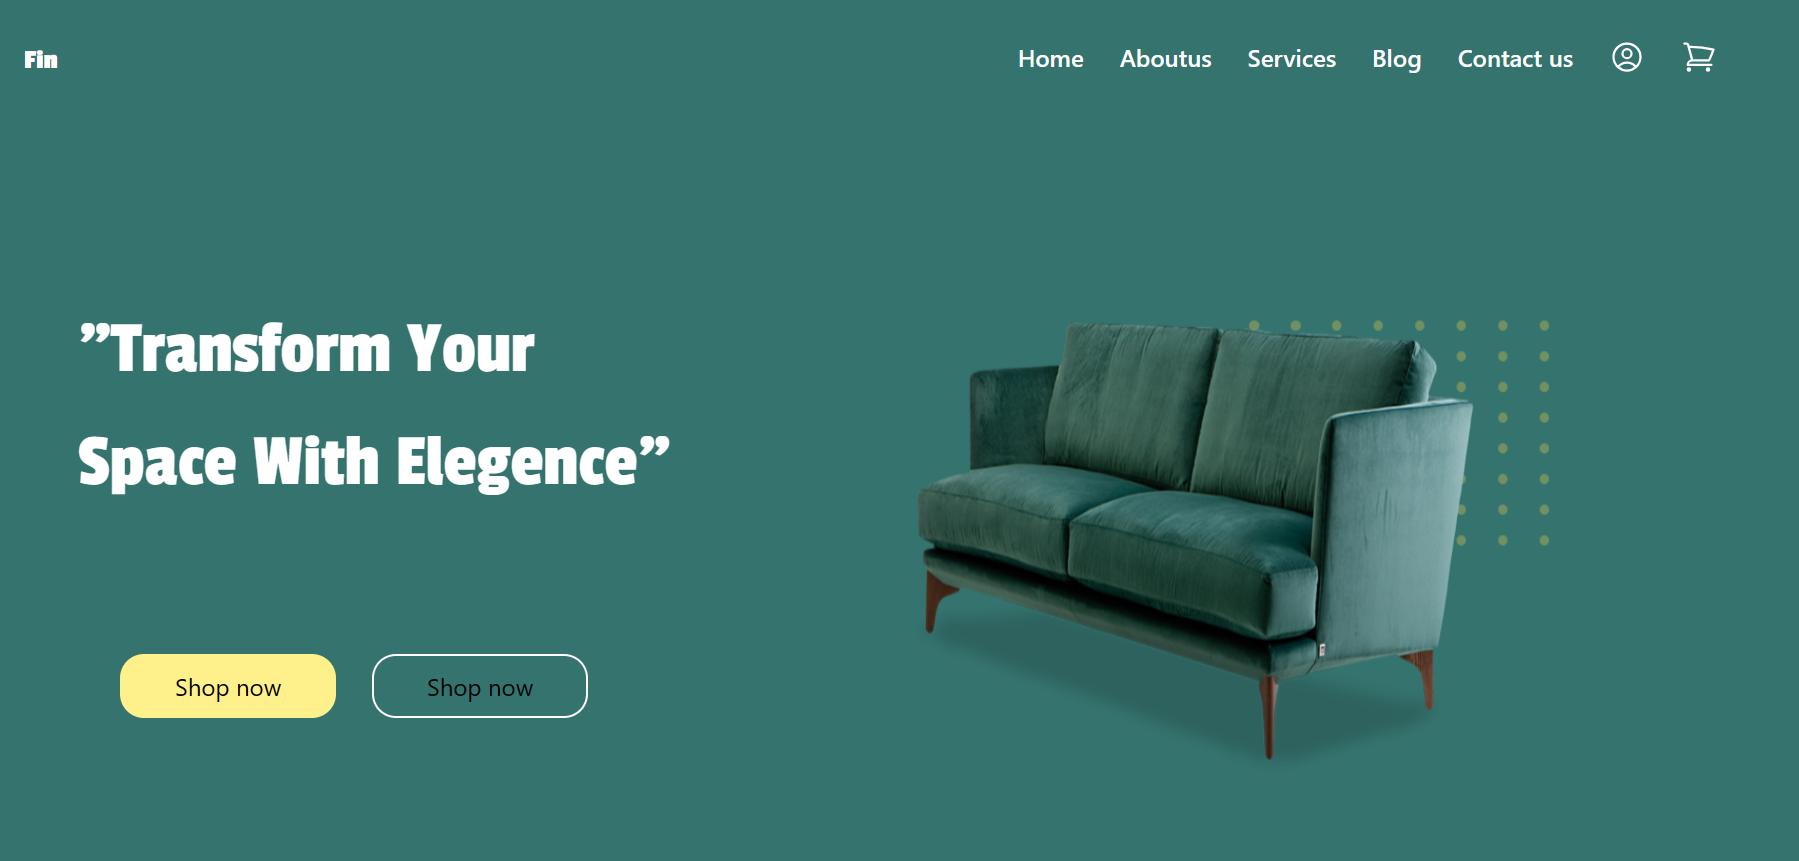 Fin
Home Aboutus Services Blog Contact us
”Transform Your
Space With Elegence”
Shop now Shop now